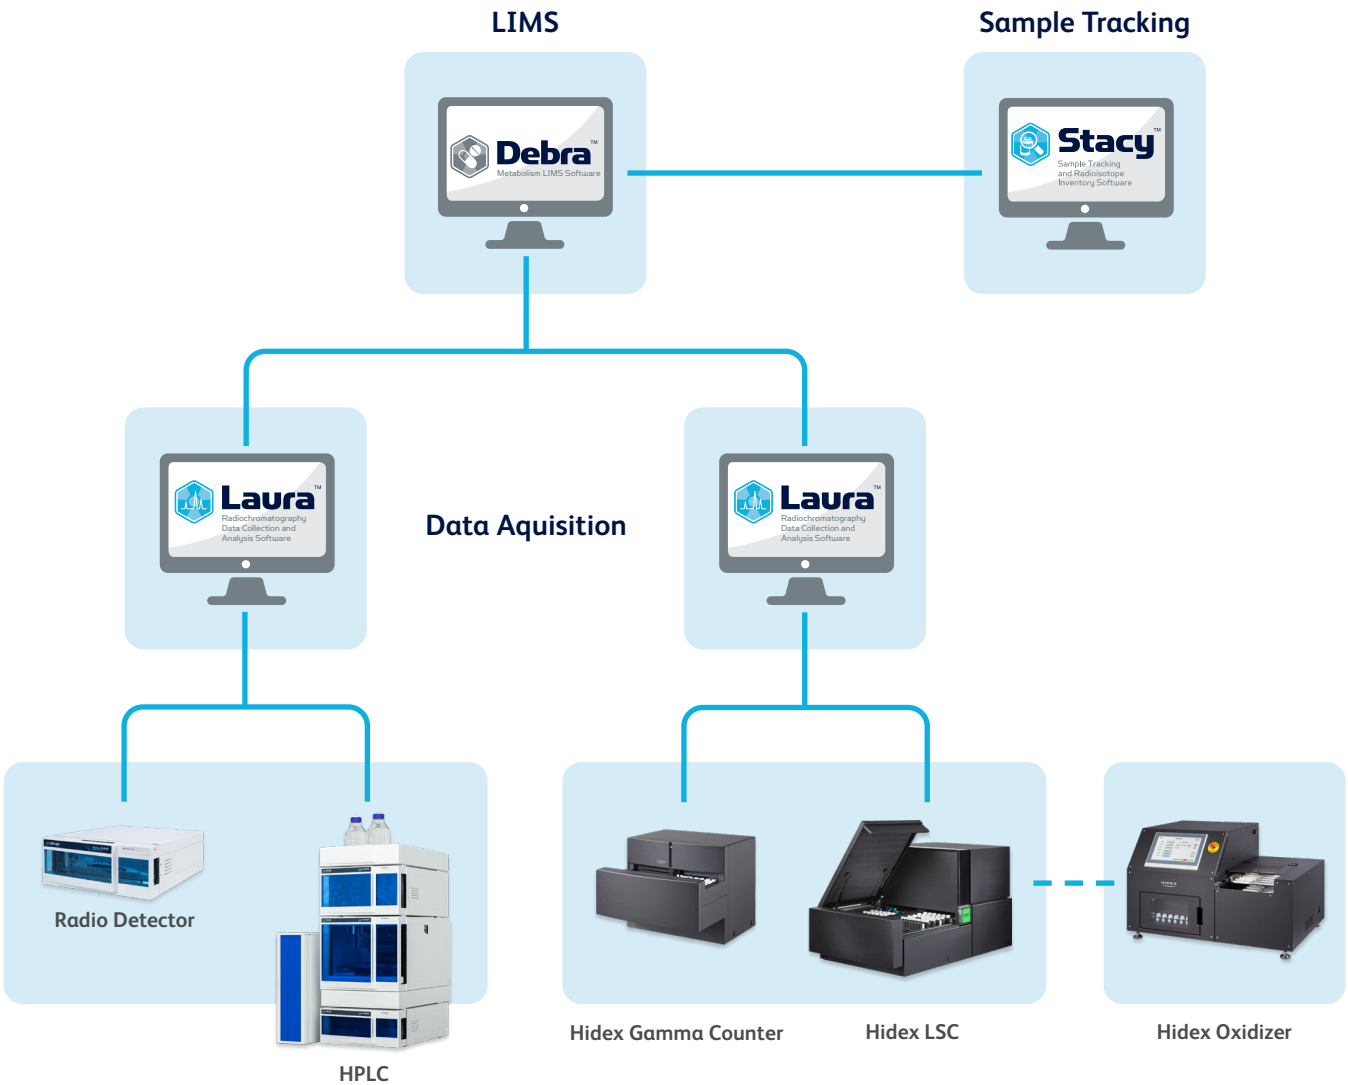 LIMS
Sample Tracking
Debra™
Metabolism LIMS Software
Stacy™
Sample Tracking
and Radioisotope
Inventory Software
Laura™
Radiochromatography
Data Collection and
Analysis Software
Data Aquisition
Laura™
Radiochromatography
Data Collection and
Analysis Software
HIDEX
Radio Detector
Hidex Gamma Counter
Hidex LSC
Hidex Oxidizer
HPLC